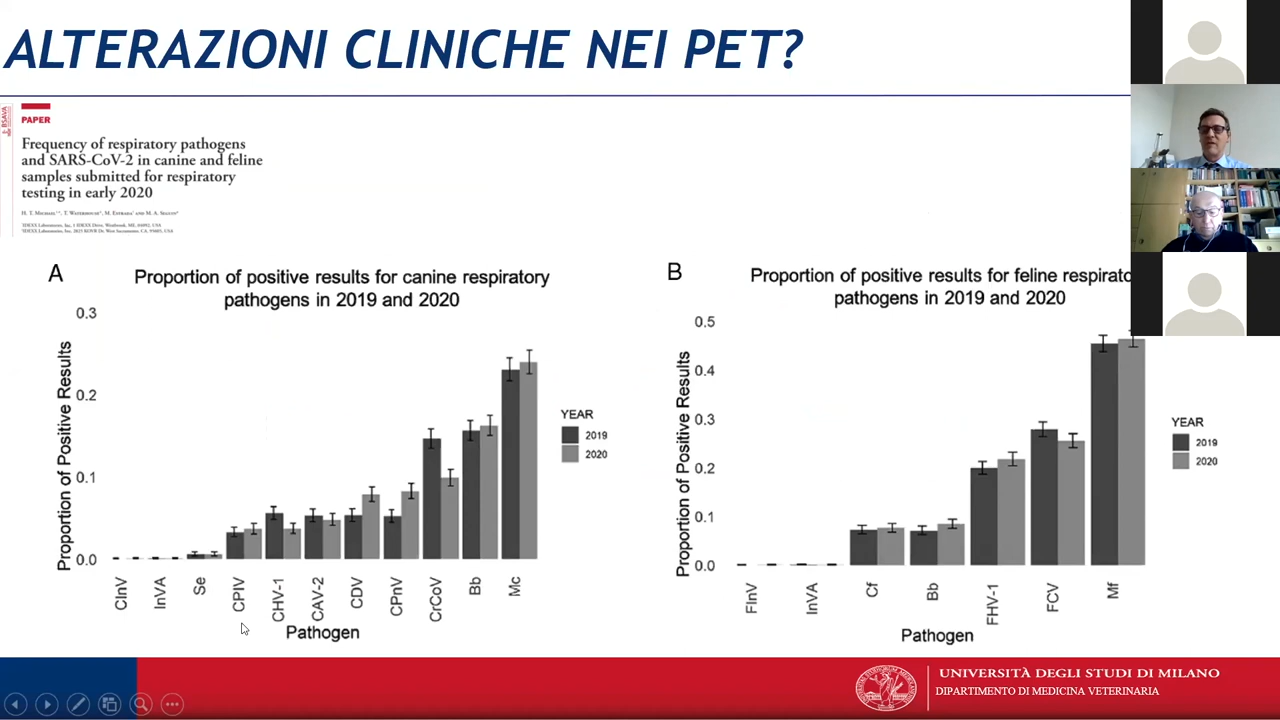 ALTERAZIONI CLINICHE NEI PET?
BSAVA
PAPER
Frequency of respiratory pathogens
and SARS-CoV-2 in canine and feline
samples submitted for respiratory
testing in early 2020
A
Proportion of positive results for canine respiratory
pathogens in 2019 and 2020
Proportion of Positive Results
0.3
0.2
0.1
0.0
CInV
InVA
Se
CPIV
CHV-1
CAV-2
CDV
CPnV
CrCoV
Bb
Mc
Pathogen
YEAR
2019
2020
B
Proportion of positive results for feline respirato
pathogens in 2019 and 2020
Proportion of Positive Results
0.5
0.4
0.3
0.2
0.1
0.0
FInV
InVA
Cf
Bb
FHV-1
FCV
Mf
Pathogen
YEAR
2019
2020
UNIVERSITÀ DEGLI STUDI DI MILANO
DIPARTIMENTO DI MEDICINA VETERINARIA